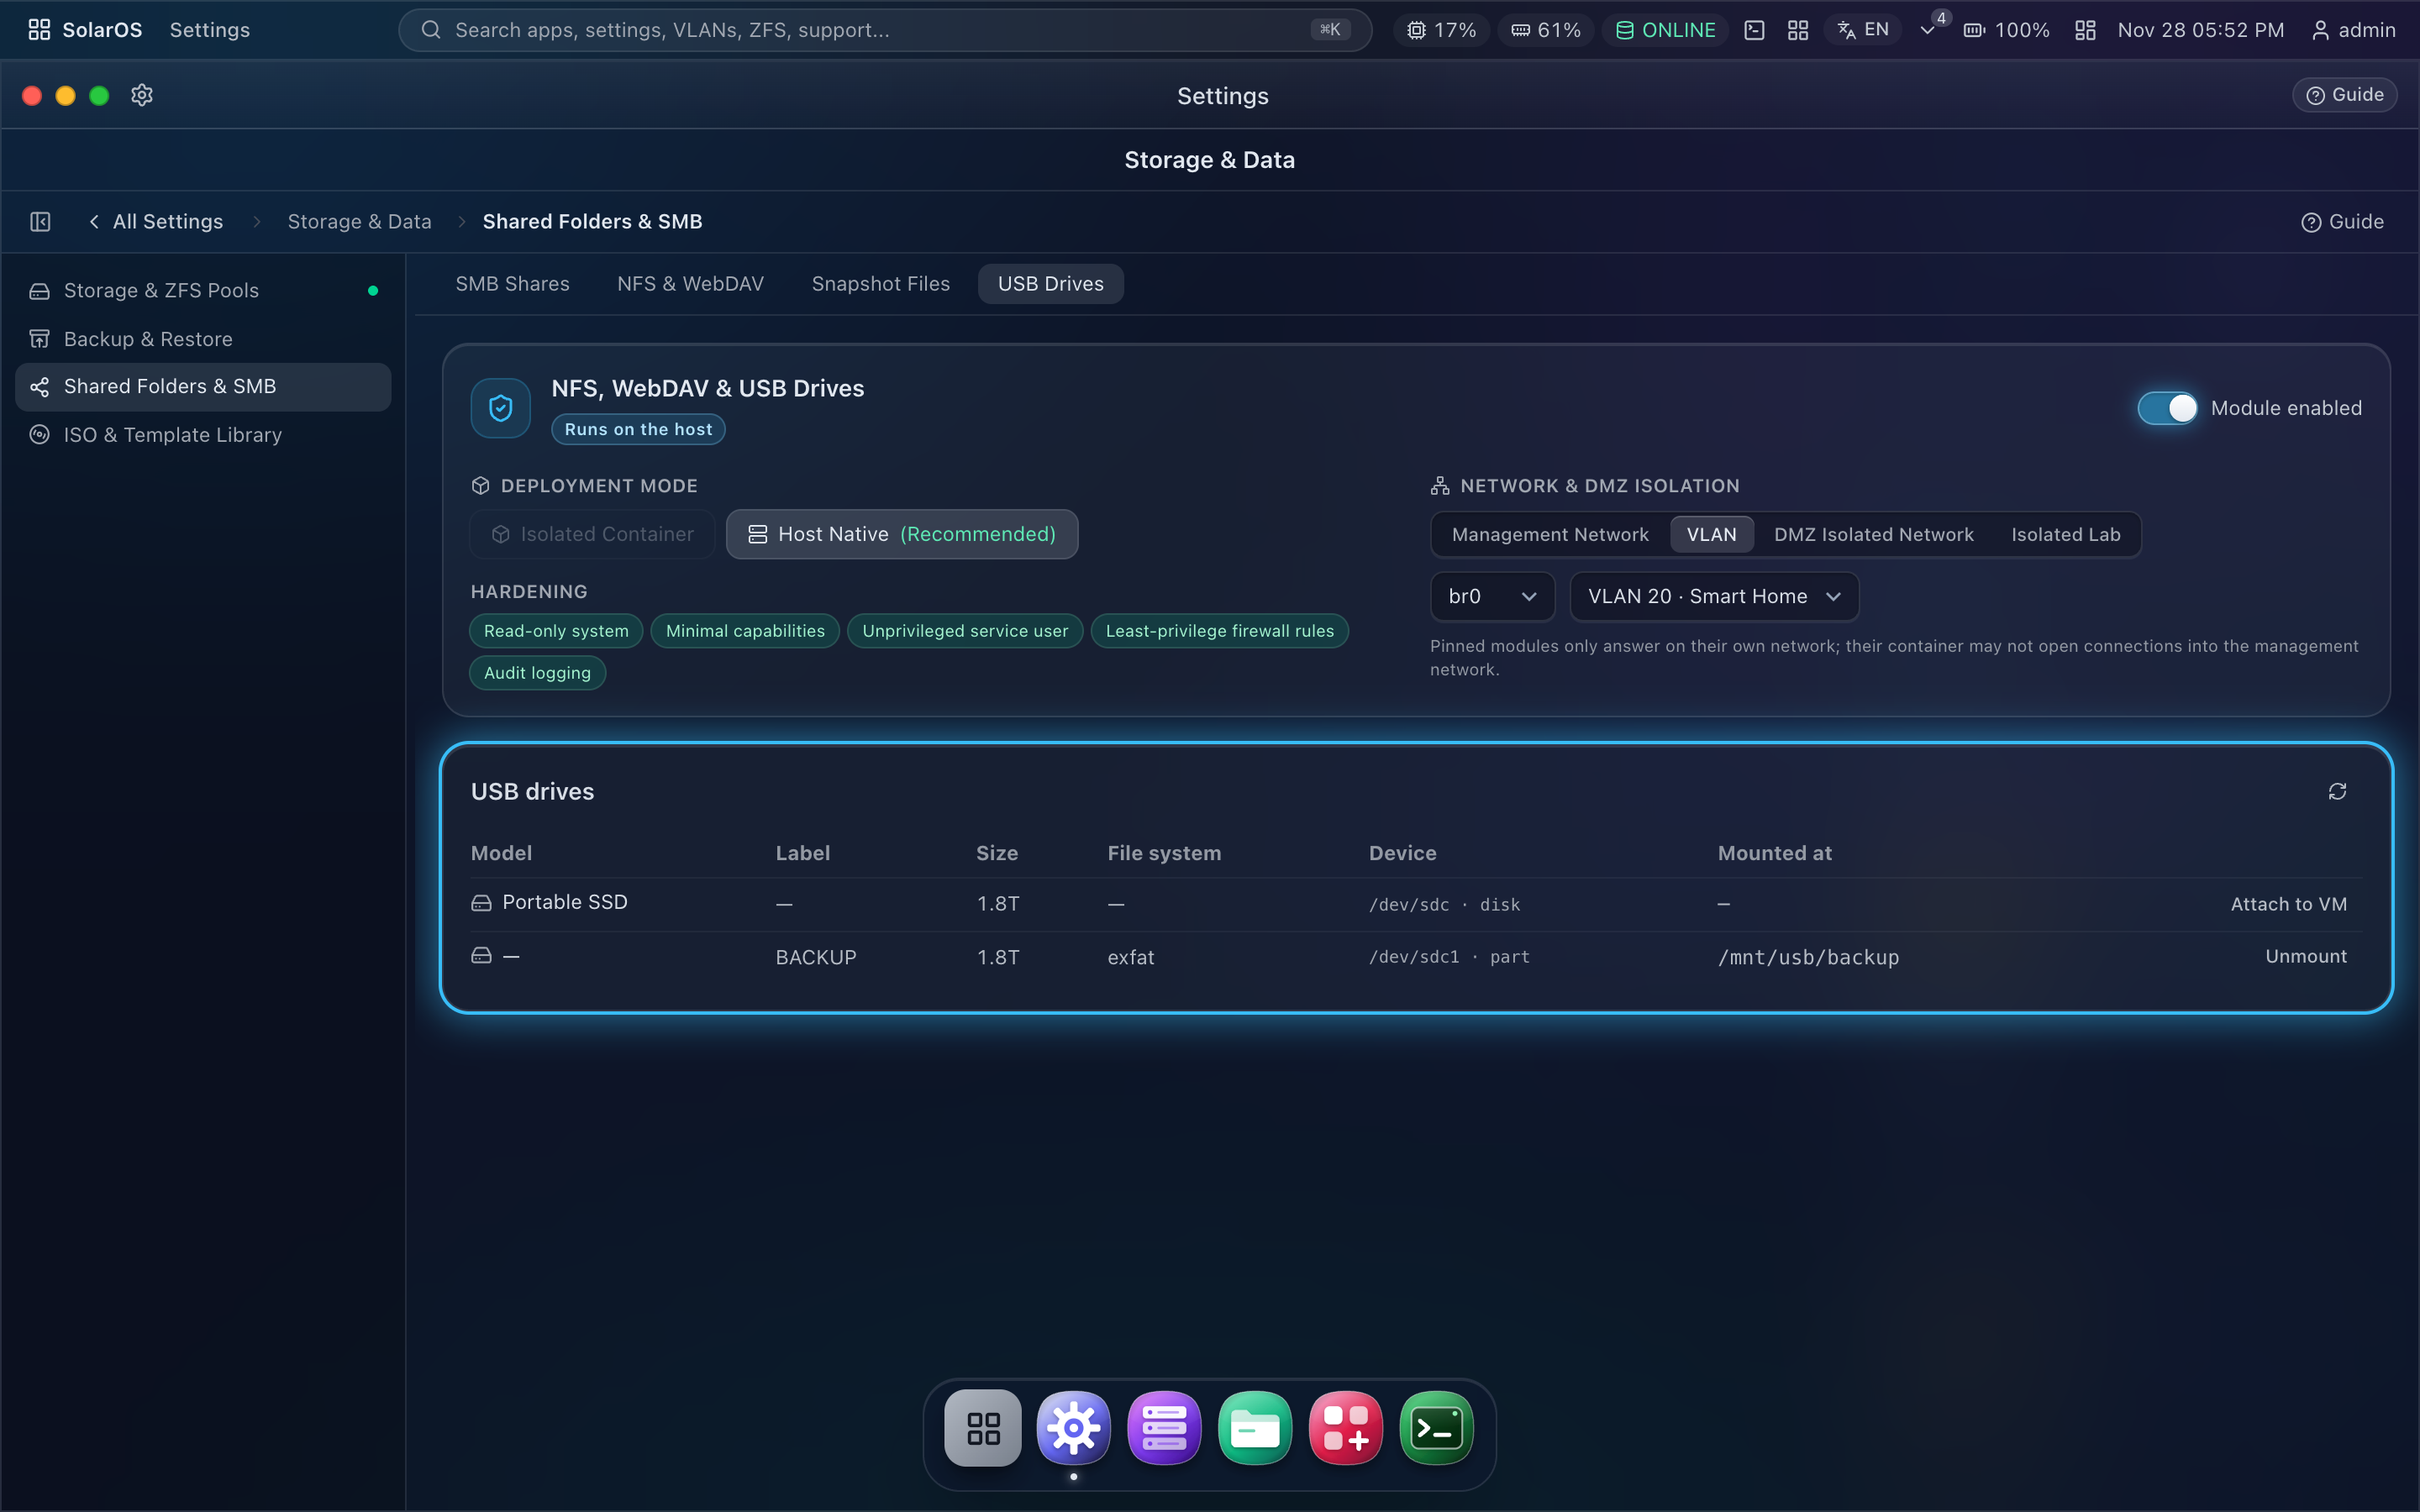 SolarOS Settings Search apps, settings, VLANs, ZFS, support... ⌘K 17% 61% ONLINE EN 4 100% Nov 28 05:52 PM admin
Settings Guide
Storage & Data
All Settings Storage & Data Shared Folders & SMB Guide
Storage & ZFS Pools
Backup & Restore
Shared Folders & SMB
ISO & Template Library
SMB Shares NFS & WebDAV Snapshot Files USB Drives
NFS, WebDAV & USB Drives
Runs on the host
Module enabled
DEPLOYMENT MODE
Isolated Container Host Native (Recommended)
HARDENING
Read-only system Minimal capabilities Unprivileged service user Least-privilege firewall rules
Audit logging
NETWORK & DMZ ISOLATION
Management Network VLAN DMZ Isolated Network Isolated Lab
br0 VLAN 20 · Smart Home
Pinned modules only answer on their own network; their container may not open connections into the management
network.
USB drives
Model Label Size File system Device Mounted at
Portable SSD — 1.8T — /dev/sdc · disk — Attach to VM
— BACKUP 1.8T exfat /dev/sdc1 · part /mnt/usb/backup Unmount